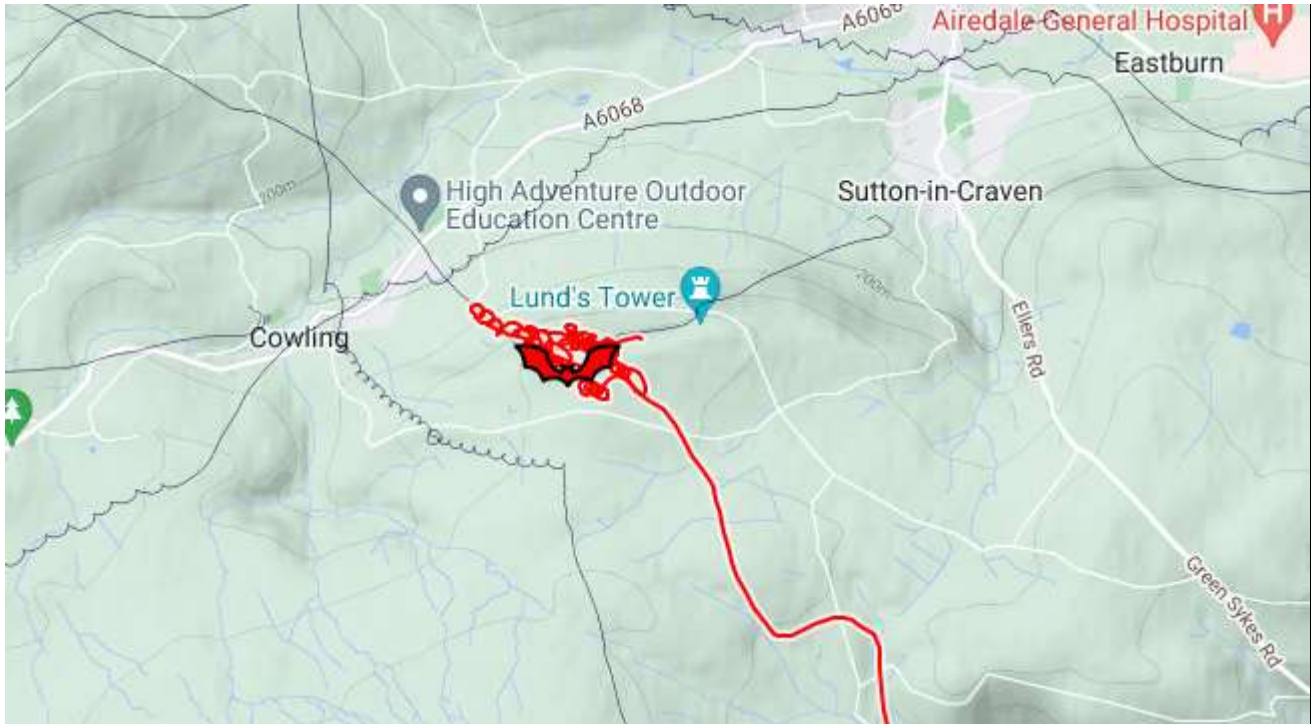 A6066
Airedale General Hospital
H
Eastburn
A6068
200m
High Adventure Outdoor
Education Centre
Sutton-in-Craven
200m
Lund's Tower
Cowling
Ellers Rd
Green Sykes Rd